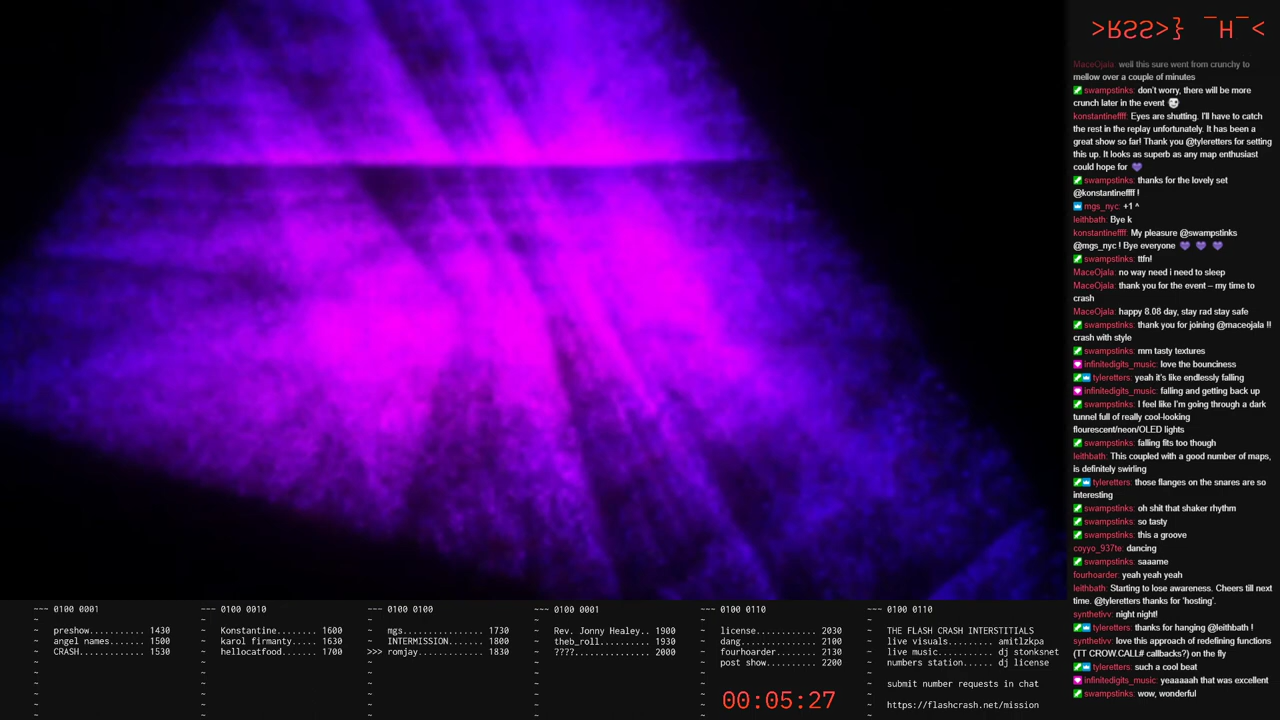 >RSS>} ¯H¯<
MaceOjala: well this sure went from crunchy to
mellow over a couple of minutes
swampstinks: don't worry, there will be more
crunch later in the event
konstantineffff: Eyes are shutting. I'll have to catch
the rest in the replay unfortunately. It has been a
great show so far! Thank you @tyleretters for setting
this up. It looks as superb as any map enthusiast
could hope for 💜
swampstinks: thanks for the lovely set
@konstantineffff !
mgs_nyc: +1 ^
leithbath: Bye k
konstantineffff: My pleasure @swampstinks
@mgs_nyc ! Bye everyone 💜 💜 💜
swampstinks: ttfn!
MaceOjala: no way need i need to sleep
MaceOjala: thank you for the event – my time to
crash
MaceOjala: happy 8.08 day, stay rad stay safe
swampstinks: thank you for joining @maceojala !!
crash with style
swampstinks: mm tasty textures
infinitedigits_music: love the bounciness
tyleretters: yeah it's like endlessly falling
infinitedigits_music: falling and getting back up
swampstinks: I feel like I'm going through a dark
tunnel full of really cool-looking
flourescent/neon/OLED lights
swampstinks: falling fits too though
leithbath: This coupled with a good number of maps,
is definitely swirling
tyleretters: those flanges on the snares are so
interesting
swampstinks: oh shit that shaker rhythm
swampstinks: so tasty
swampstinks: this a groove
coyyo_937te: dancing
swampstinks: saaame
fourhoarder: yeah yeah yeah
leithbath: Starting to lose awareness. Cheers till next
time. @tyleretters thanks for 'hosting'.
synthetivv: night night!
tyleretters: thanks for hanging @leithbath !
synthetivv: love this approach of redefining functions
(TT CROW.CALL# callbacks?) on the fly
tyleretters: such a cool beat
infinitedigits_music: yeaaaaah that was excellent
swampstinks: wow, wonderful
~~~ 0100 0001
preshow.......... 1430
angel names...... 1500
CRASH............ 1530
~~~ 0100 0010
Konstantine....... 1600
karol firmanty.... 1630
hellocatfood...... 1700
~~~ 0100 0100
mgs............... 1730
INTERMISSION...... 1800
>>> romjay............ 1830
~~~ 0100 0001
Rev. Jonny Healey.. 1900
theb_roll.......... 1930
????............... 2000
~~~ 0100 0110
license........... 2030
dang.............. 2100
fourhoarder....... 2130
post show......... 2200
00:05:27
~~~ 0100 0110
THE FLASH CRASH INTERSTITIALS
live visuals....... amitlzkpa
live music......... dj stonksnet
numbers station...... dj license
submit number requests in chat
https://flashcrash.net/mission